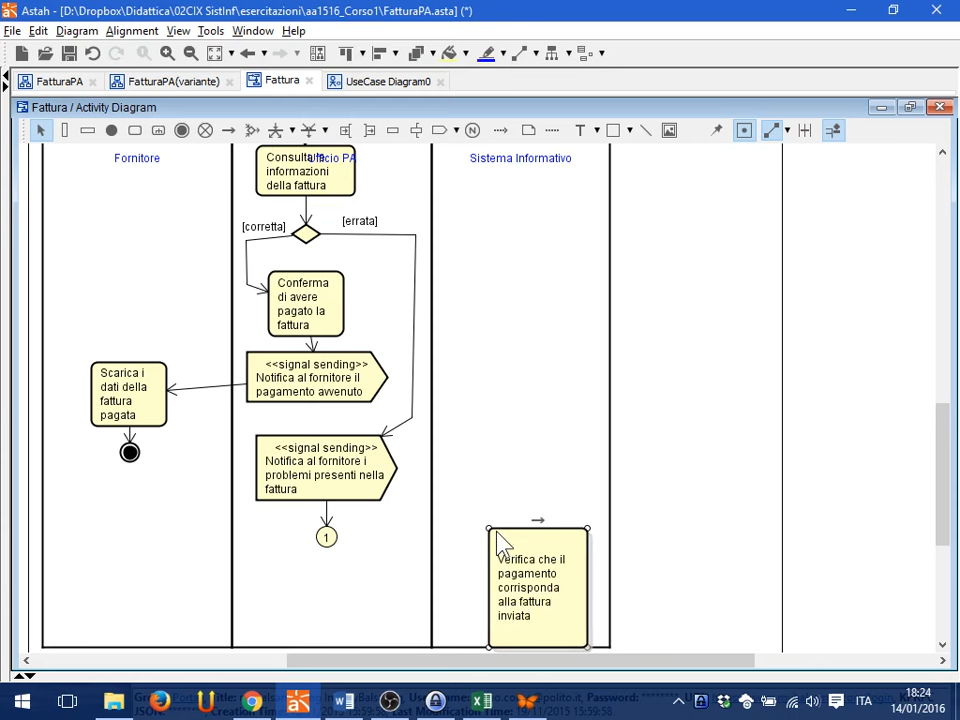 Astah - [D:\Dropbox\Didattica\02CIX SistInf\esercitazioni\aa1516_Corso1\FatturaPA.asta] (*)
File Edit Diagram Alignment View Tools Window Help
FatturaPA FatturaPA(variante) Fattura UseCase Diagram0
Fattura / Activity Diagram
N T
Fornitore Ufficio PA Sistema Informativo
Consulta le
informazioni
della fattura
[corretta] [errata]
Conferma
di avere
pagato la
fattura
<<signal sending>>
Notifica al fornitore il
pagamento avvenuto
Scarica i
dati della
fattura
pagata
<<signal sending>>
Notifica al fornitore i
problemi presenti nella
fattura
1
Verifica che il
pagamento
corrisponda
alla fattura
inviata
ITA
18:24
14/01/2016